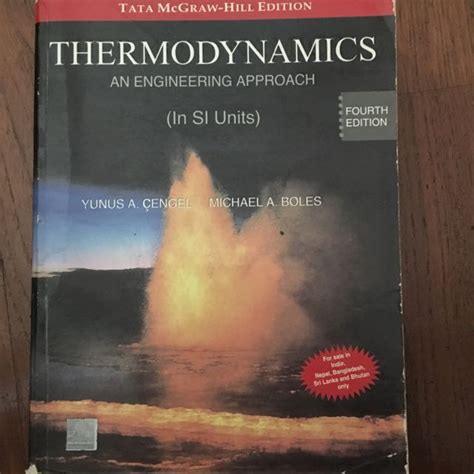 TATA MCGRAW-HILL EDITION
THERMODYNAMICS
AN ENGINEERING APPROACH
(In SI Units)
FOURTH
EDITION
YUNUS A. ÇENGEL MICHAEL A. BOLES
For sale in
India,
Nepal, Bangladesh,
Sri Lanka and Bhutan
only